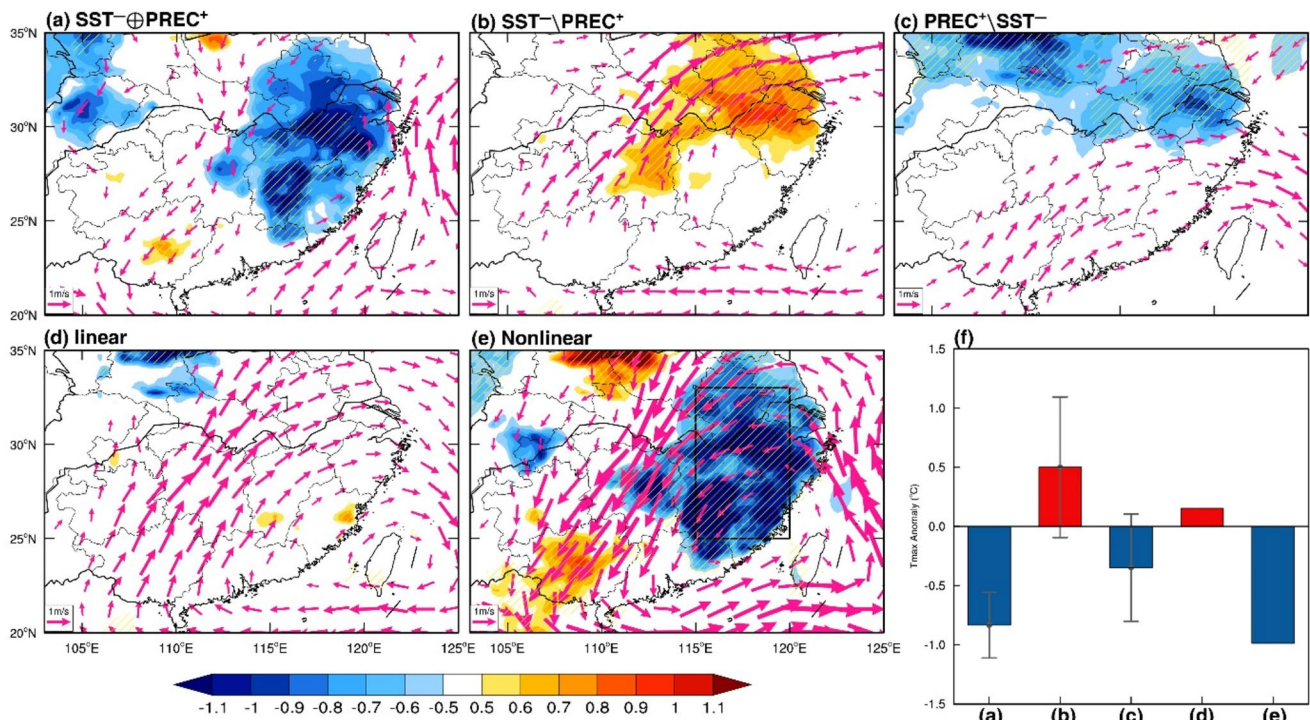 (a) SST⁻⊕PREC⁺
(b) SST⁻\PREC⁺
(c) PREC⁺\SST⁻
35°N
30°N
25°N
20°N
1m/s
1m/s
1m/s
(d) linear
(e) Nonlinear
(f)
35°N
30°N
25°N
20°N
1m/s
1m/s
105°E 110°E 115°E 120°E 125°E
105°E 110°E 115°E 120°E 125°E
-1.1 -1 -0.9 -0.8 -0.7 -0.6 -0.5 0.5 0.6 0.7 0.8 0.9 1 1.1
Tmax Anomaly (°C)
1.5
1.0
0.5
0.0
-0.5
-1.0
-1.5
(a) (b) (c) (d) (e)